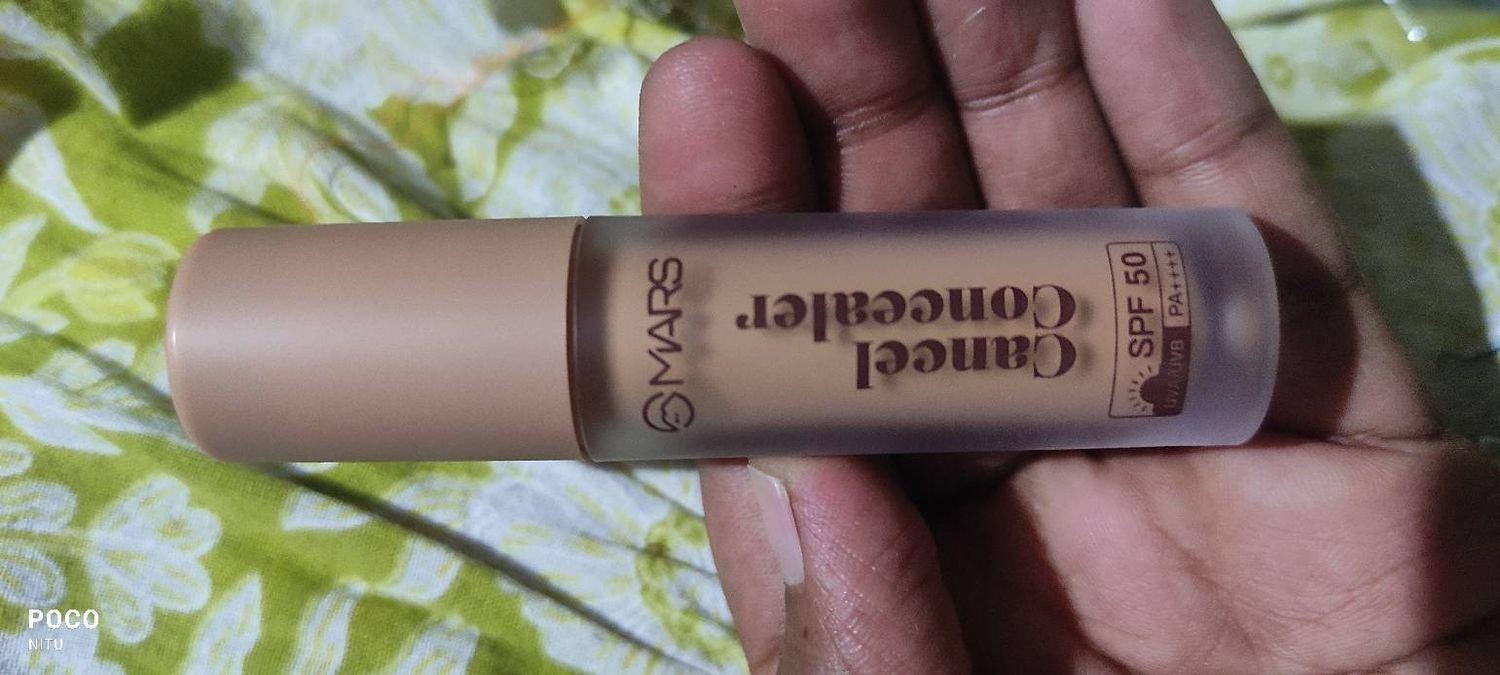 MARS
Cancel
Concealer
SPF 50
PA++++
UVA/UVB
POCO
NITU